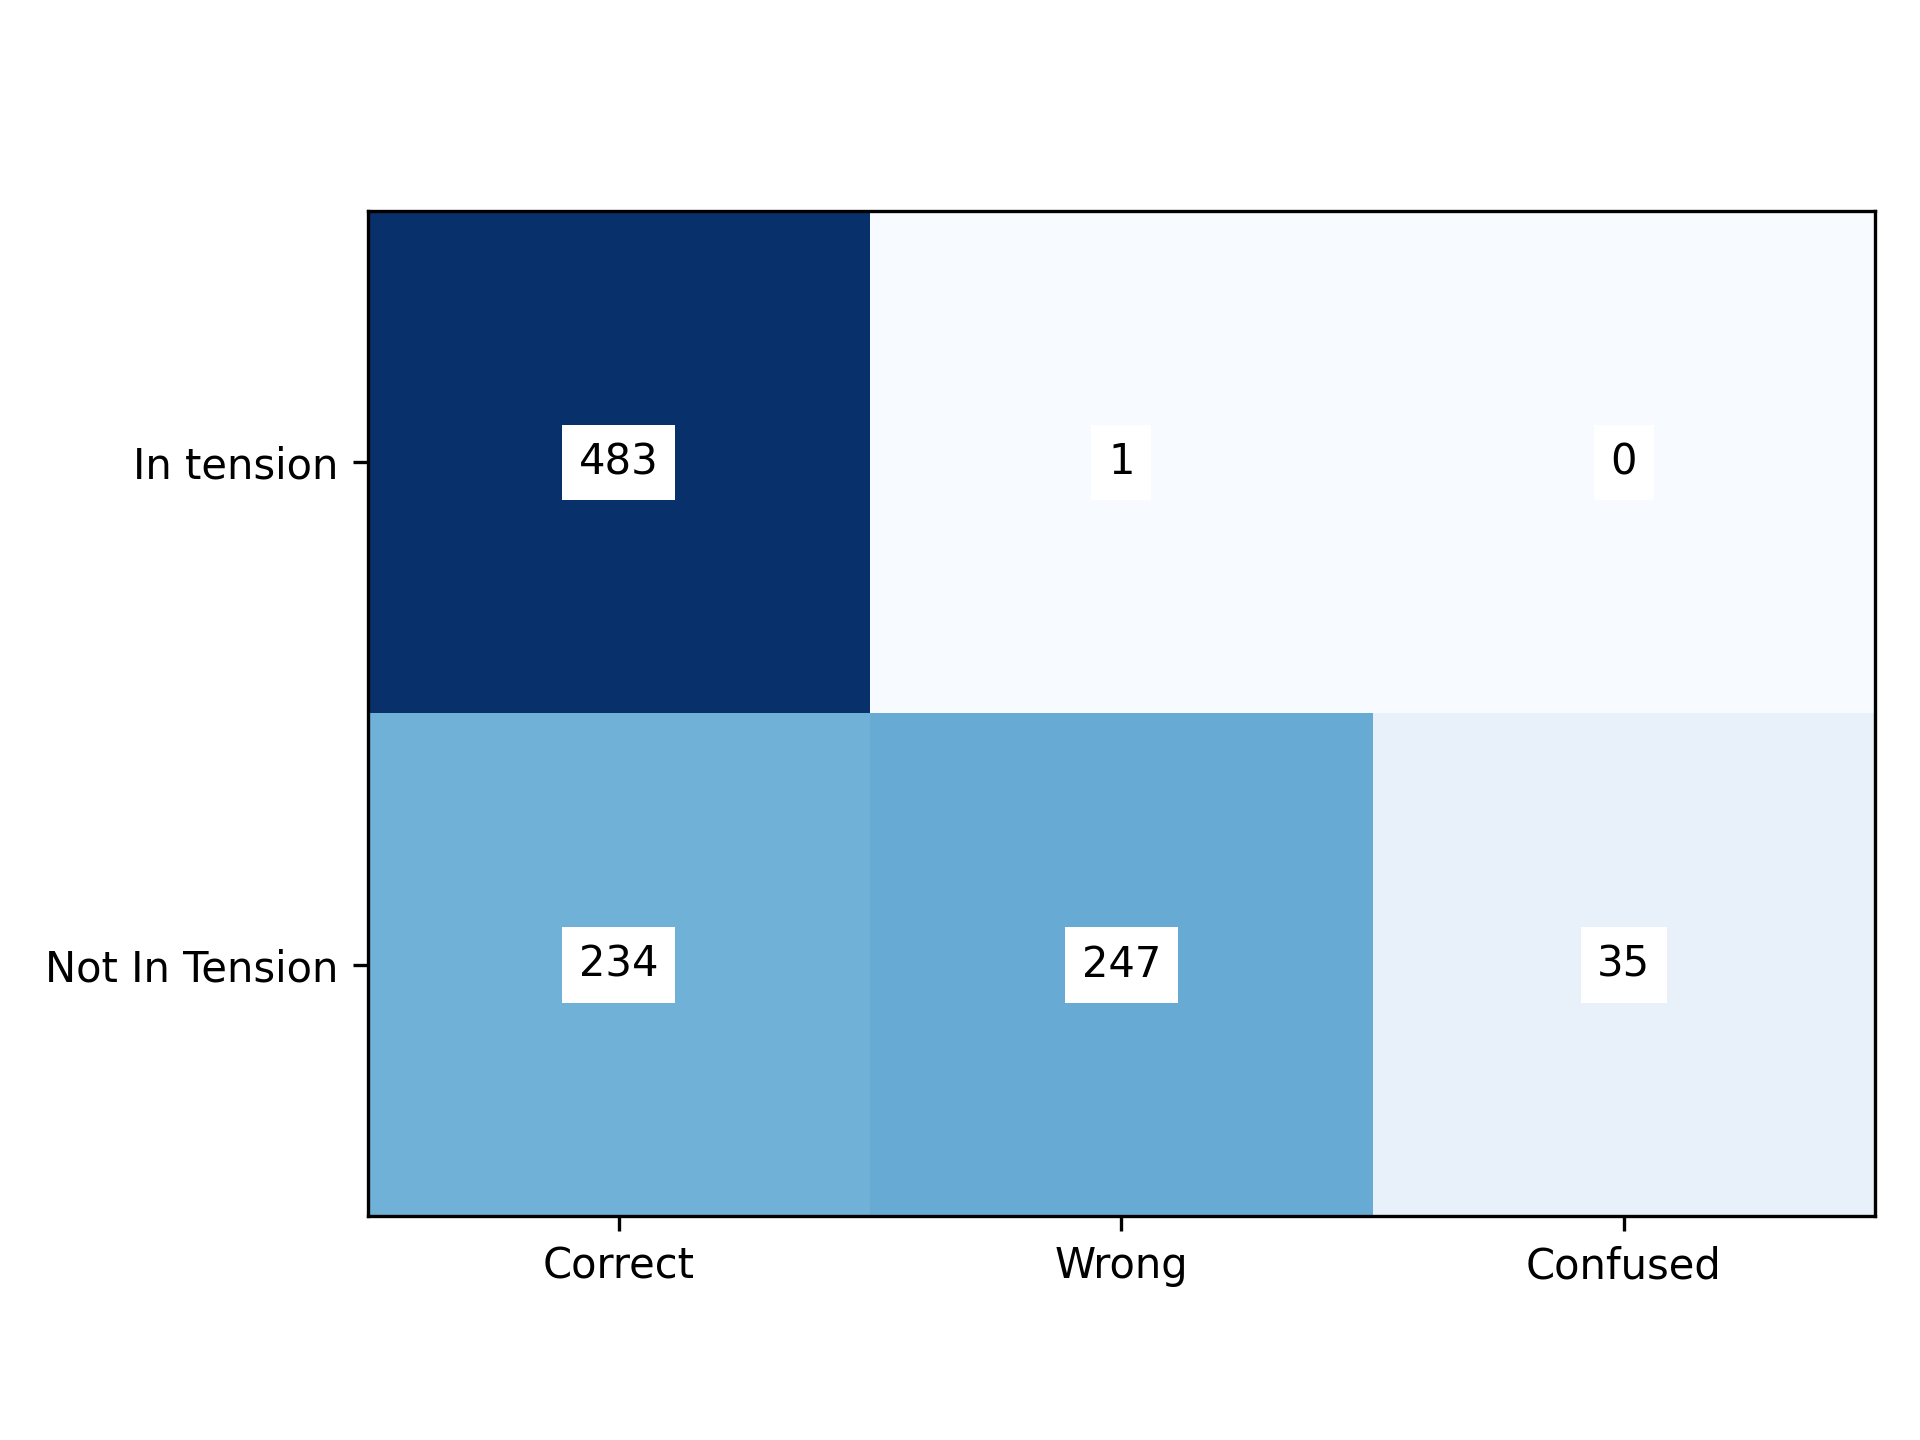 In tension
483
1
0
Not In Tension
234
247
35
Correct
Wrong
Confused